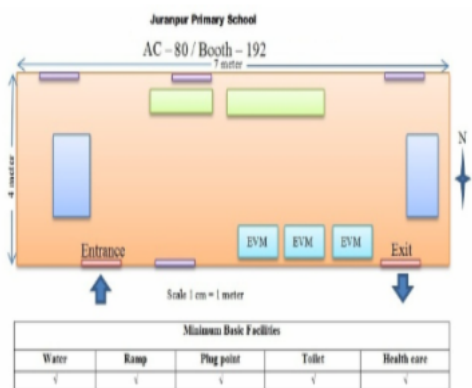 Juranpur Primary School
AC – 80 / Booth – 192
7 meter
4 meter
N
EVM EVM EVM
Entrance Exit
Scale 1 cm = 1 meter
Minimum Basic Facilities
Water Ramp Plug point Toilet Health care
√ √ √ √ √